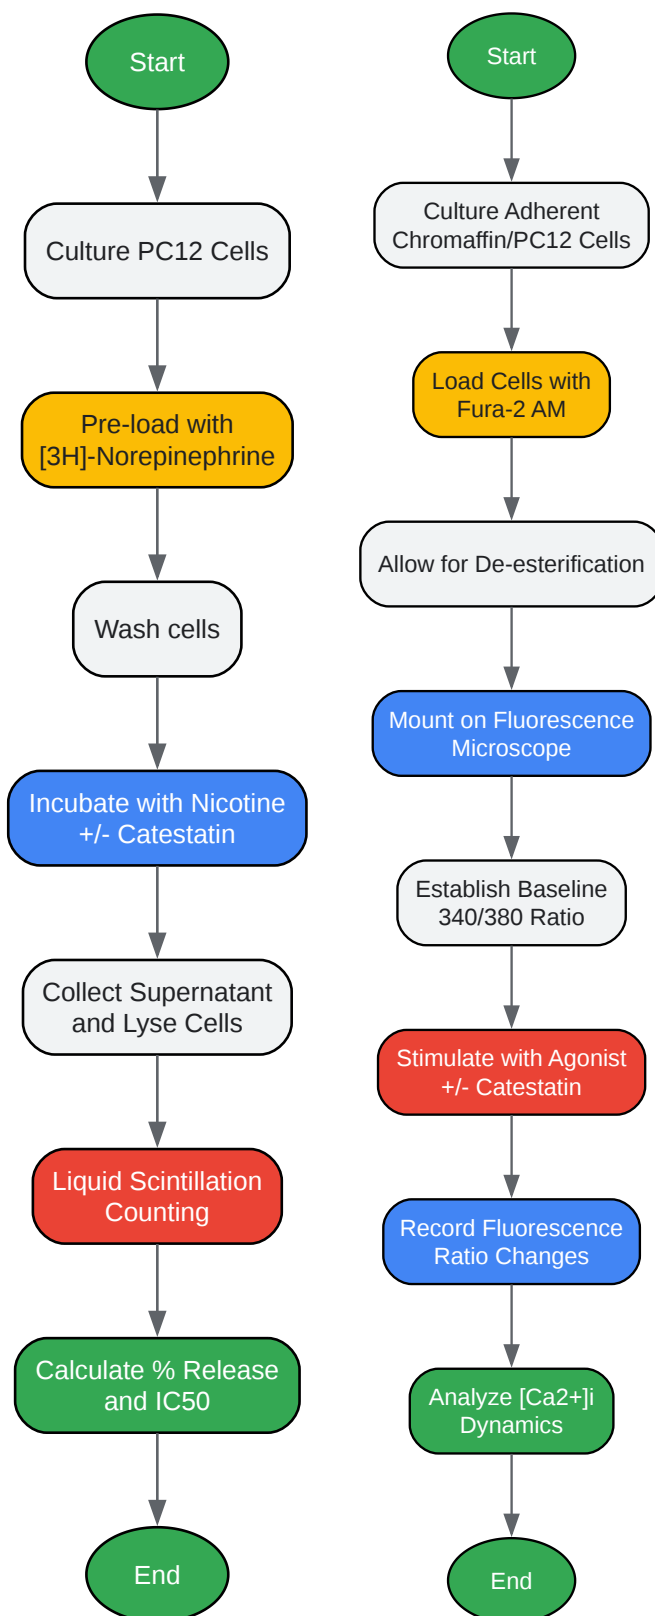 Start
Culture PC12 Cells
Pre-load with
[3H]-Norepinephrine
Wash cells
Incubate with Nicotine
+/- Catestatin
Collect Supernatant
and Lyse Cells
Liquid Scintillation
Counting
Calculate % Release
and IC50
End
Start
Culture Adherent
Chromaffin/PC12 Cells
Load Cells with
Fura-2 AM
Allow for De-esterification
Mount on Fluorescence
Microscope
Establish Baseline
340/380 Ratio
Stimulate with Agonist
+/- Catestatin
Record Fluorescence
Ratio Changes
Analyze [Ca2+]i
Dynamics
End